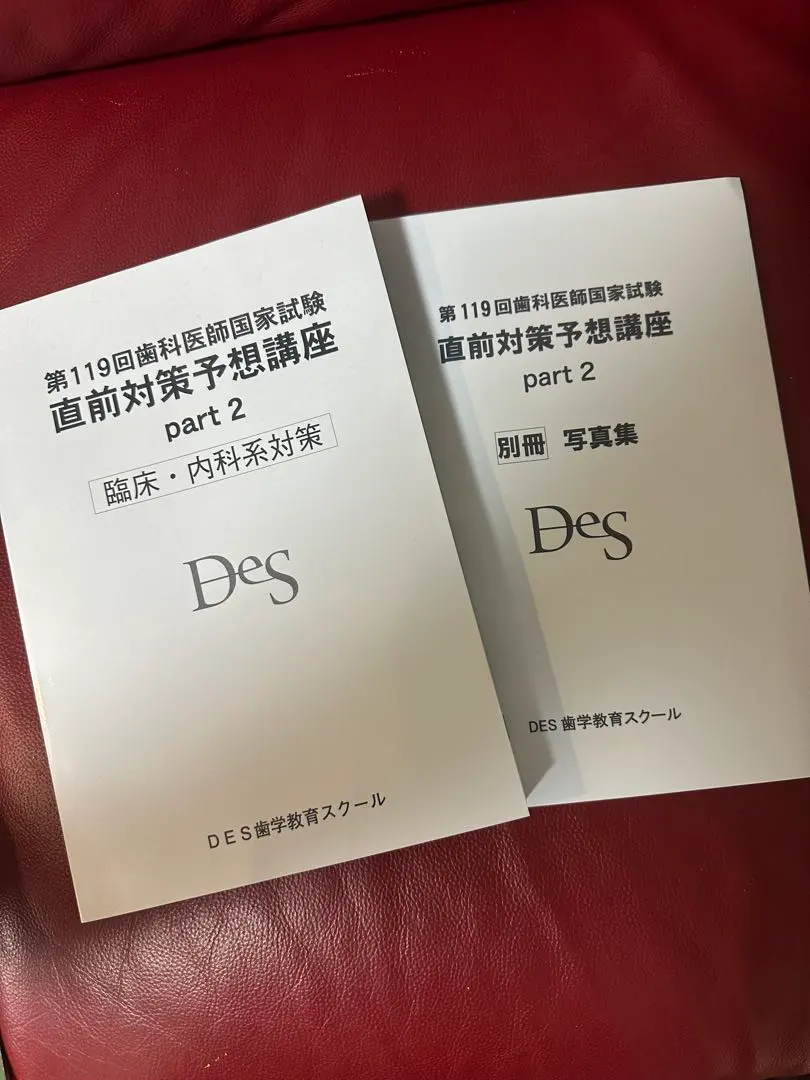 第119回歯科医師国家試験
直前対策予想講座
part 2
臨床・内科系対策
DeS
DES歯学教育スクール
第119回歯科医師国家試験
直前対策予想講座
part 2
別冊 写真集
DeS
DES 歯学教育スクール